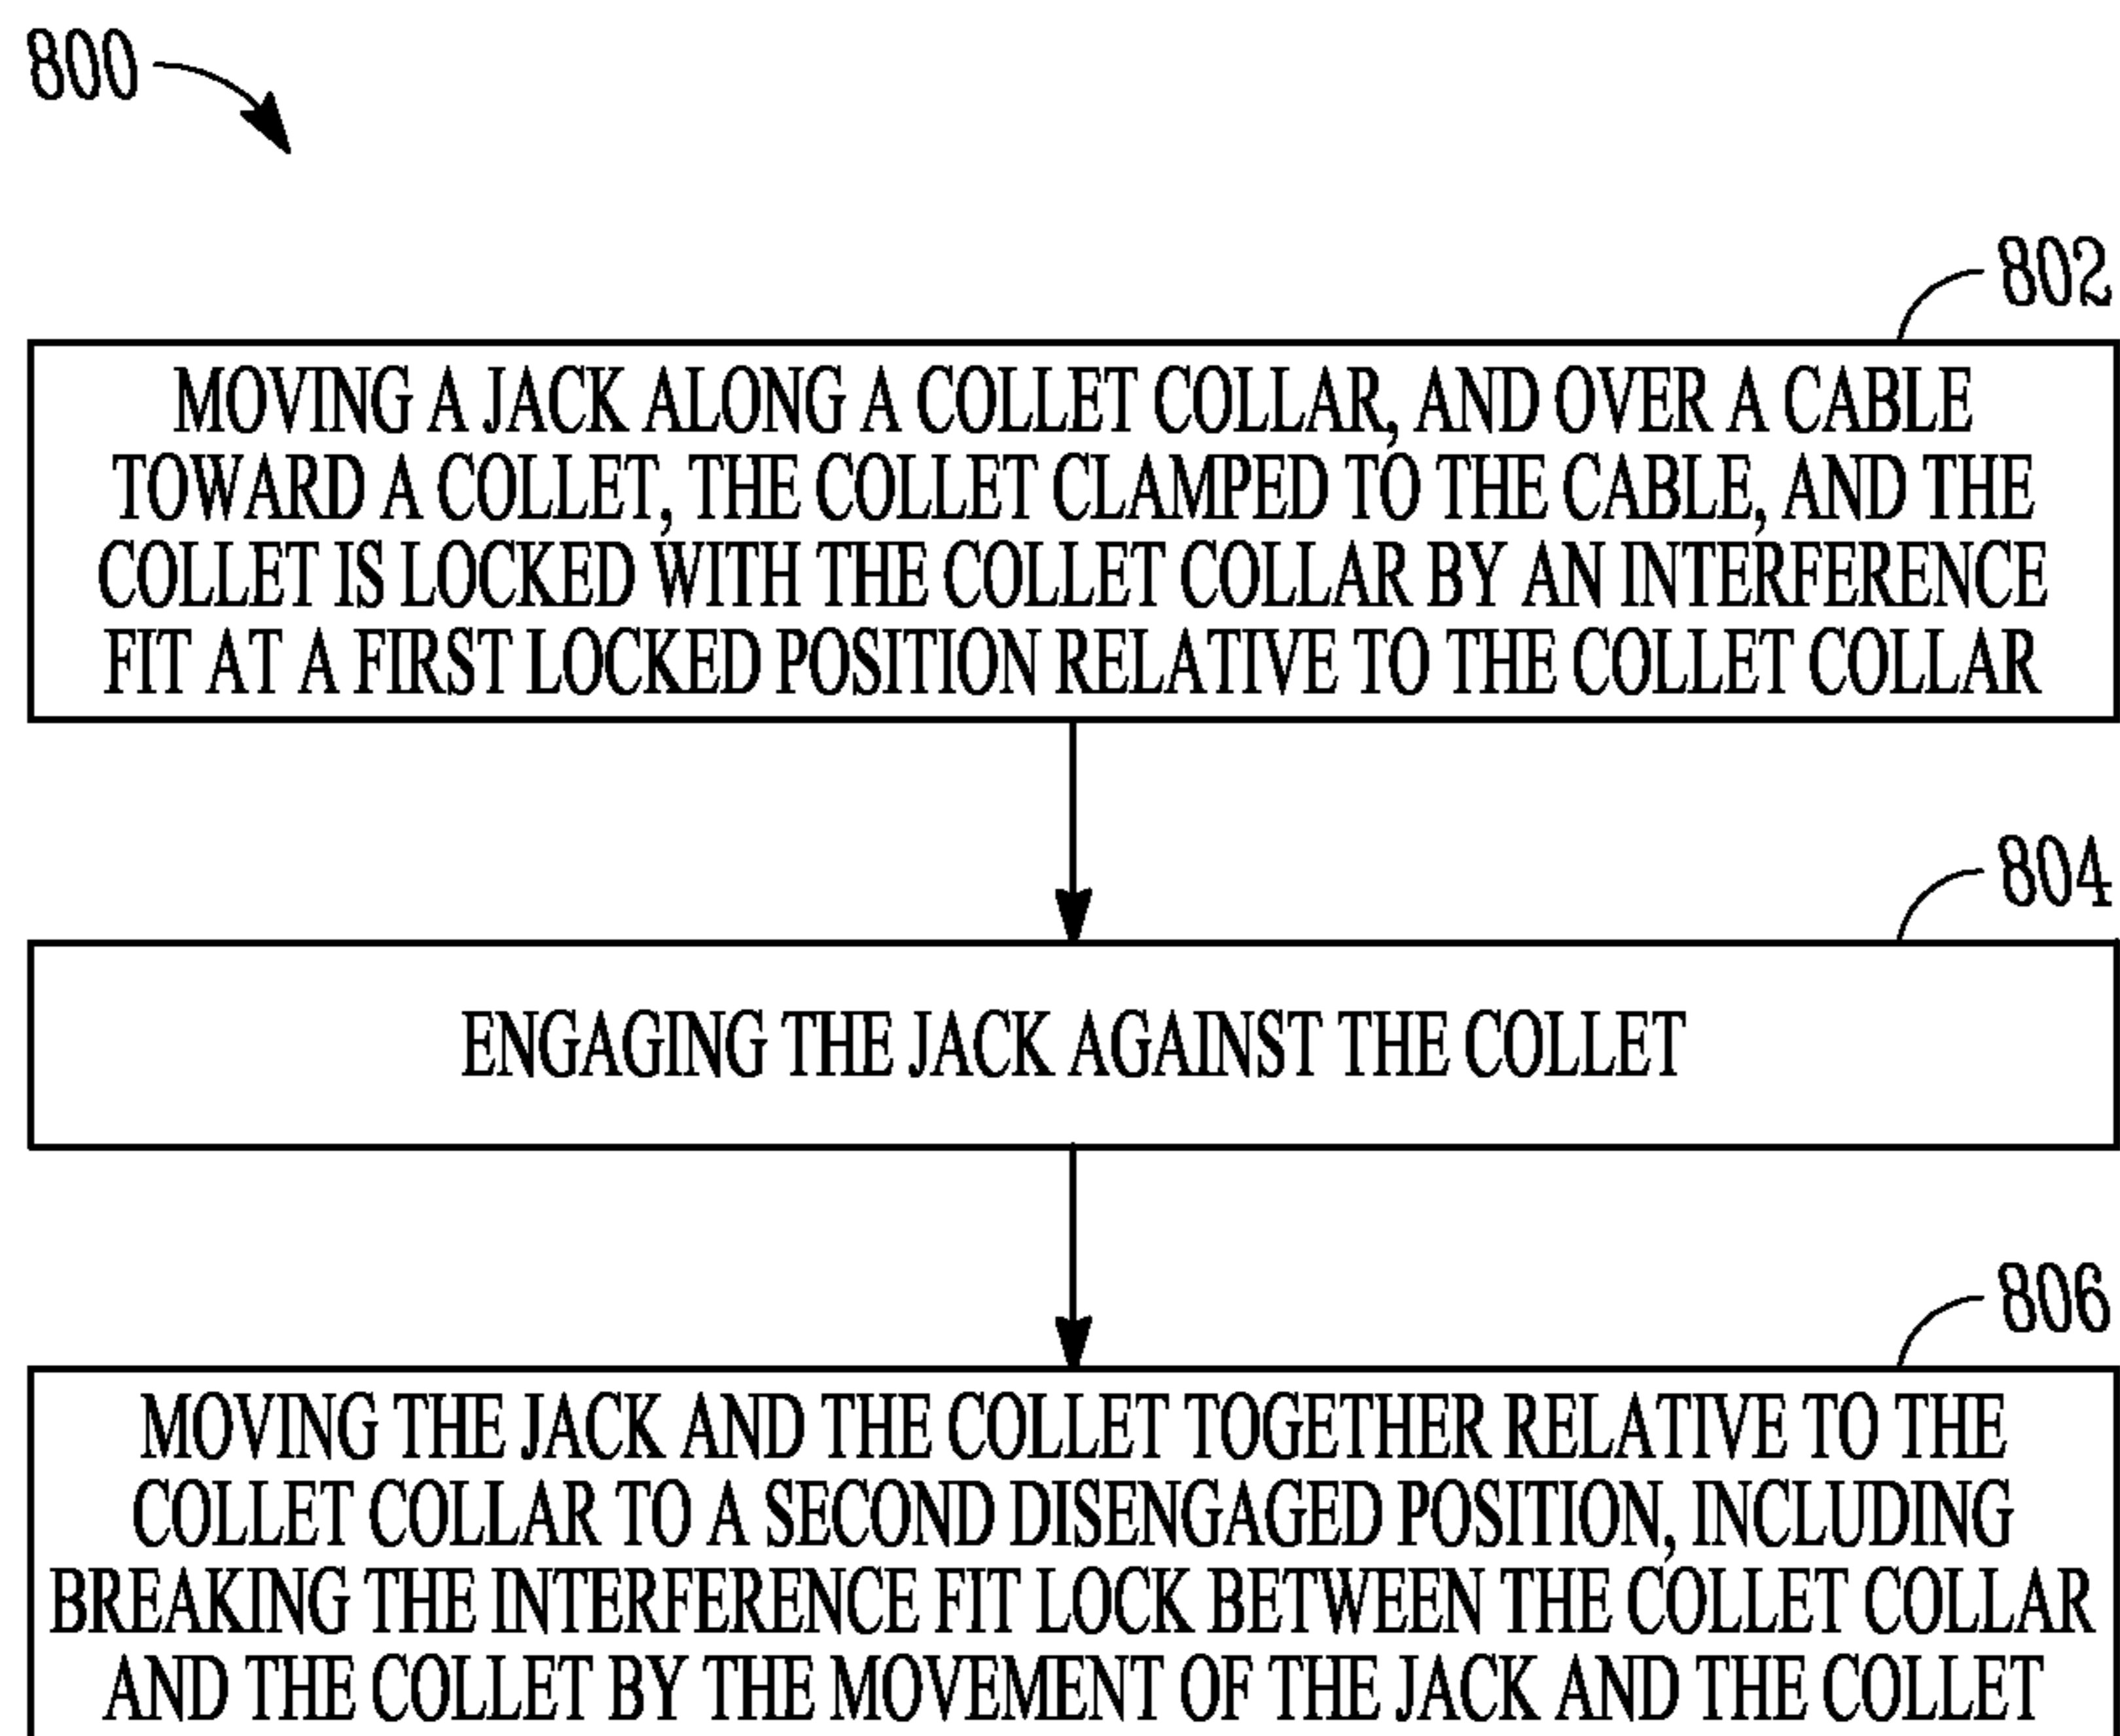 800
802
MOVING A JACK ALONG A COLLET COLLAR, AND OVER A CABLE
TOWARD A COLLET, THE COLLET CLAMPED TO THE CABLE, AND THE
COLLET IS LOCKED WITH THE COLLET COLLAR BY AN INTERFERENCE
FIT AT A FIRST LOCKED POSITION RELATIVE TO THE COLLET COLLAR
804
ENGAGING THE JACK AGAINST THE COLLET
806
MOVING THE JACK AND THE COLLET TOGETHER RELATIVE TO THE
COLLET COLLAR TO A SECOND DISENGAGED POSITION, INCLUDING
BREAKING THE INTERFERENCE FIT LOCK BETWEEN THE COLLET COLLAR
AND THE COLLET BY THE MOVEMENT OF THE JACK AND THE COLLET